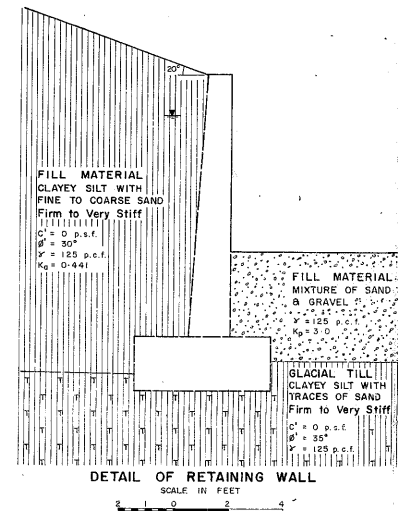 20°
FILL MATERIAL
CLAYEY SILT WITH
FINE TO COARSE SAND
Firm to Very Stiff
C' = 0 p.s.f.
Ø' = 30°
γ = 125 p.c.f.
Ka = 0·441
FILL MATERIAL
MIXTURE OF SAND
& GRAVEL
γ = 125 p.c.f.
Kp = 3·0
GLACIAL TILL
CLAYEY SILT WITH
TRACES OF SAND
Firm to Very Stiff
C' = 0 p.s.f.
Ø' = 35°
γ = 125 p.c.f.
DETAIL OF RETAINING WALL
SCALE IN FEET
2 1 0 2 4